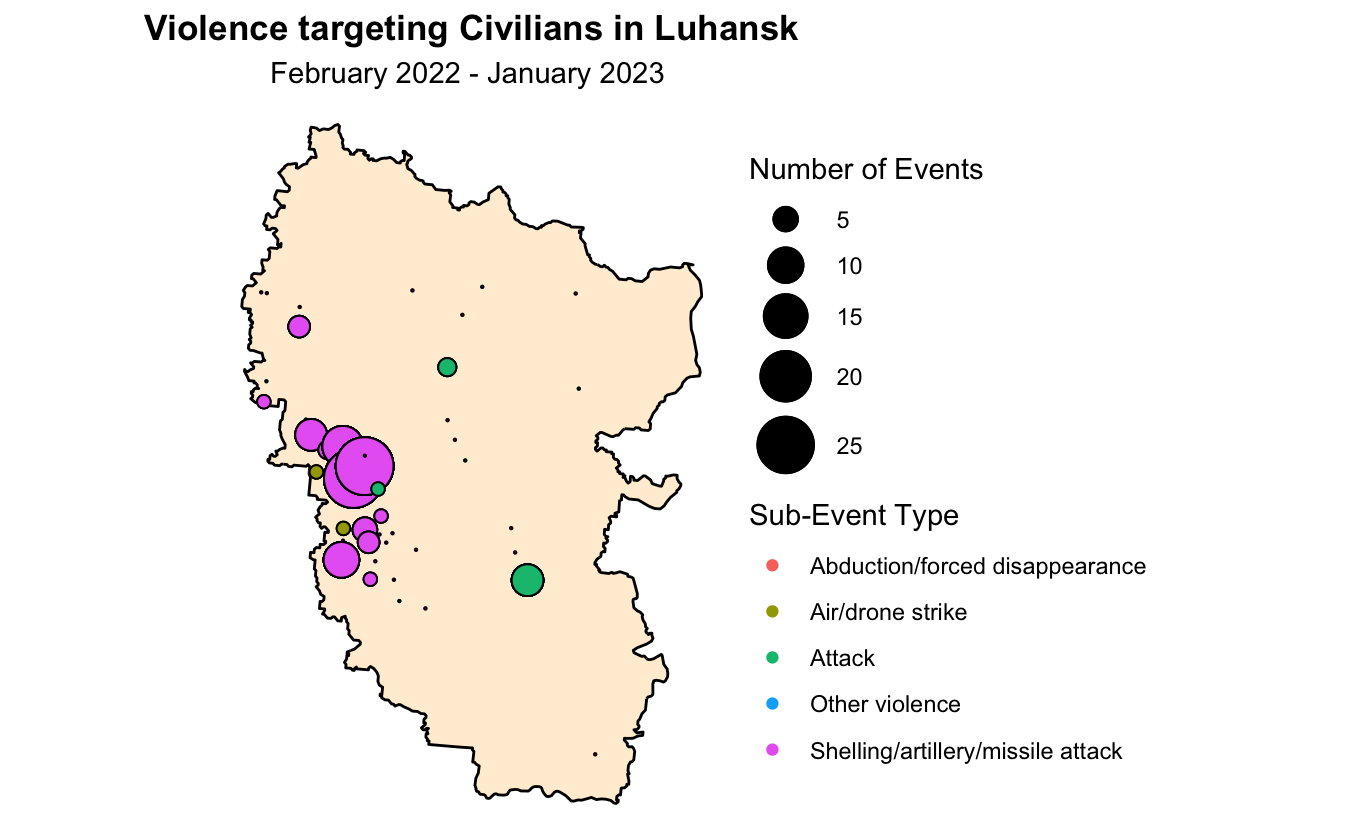 Violence targeting Civilians in Luhansk
February 2022 - January 2023
Number of Events
5
10
15
20
25
Sub-Event Type
Abduction/forced disappearance
Air/drone strike
Attack
Other violence
Shelling/artillery/missile attack